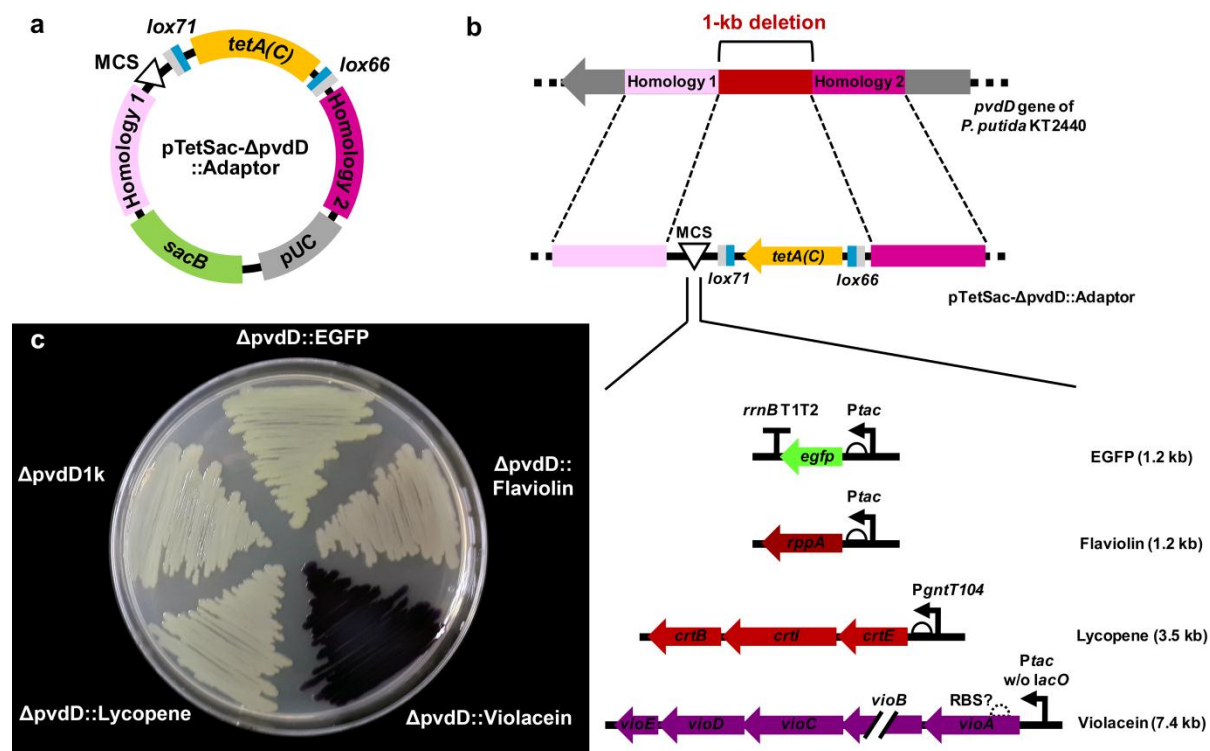 a
lox71
tetA(C)
lox66
MCS
Homology 1
Homology 2
pTetSac-ΔpvdD
::Adaptor
sacB
pUC
b
1-kb deletion
Homology 1
Homology 2
pvdD gene of
P. putida KT2440
MCS
lox71
tetA(C)
lox66
pTetSac-ΔpvdD::Adaptor
c
ΔpvdD::EGFP
ΔpvdD1k
ΔpvdD::
Flaviolin
ΔpvdD::Lycopene
ΔpvdD::Violacein
rrnB T1T2
Ptac
egfp
EGFP (1.2 kb)
Ptac
rppA
Flaviolin (1.2 kb)
PgntT104
crtB
crtI
crtE
Lycopene (3.5 kb)
Ptac
w/o lacO
RBS?
vioB
vioE
vioD
vioC
vioA
Violacein (7.4 kb)